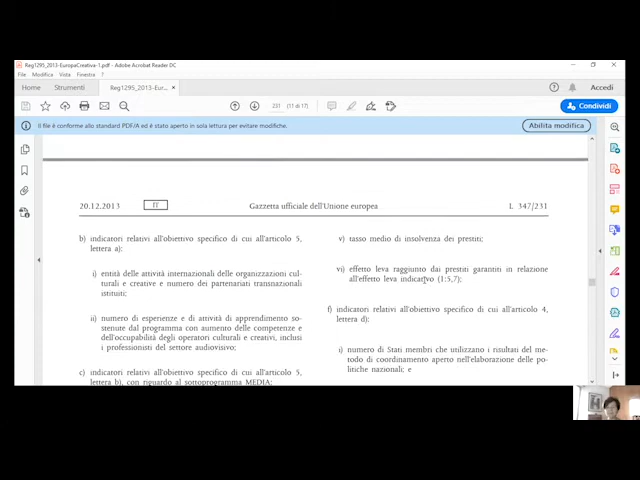 Reg1295_2013-EuropaCreativa-1.pdf - Adobe Acrobat Reader DC
File Modifica Vista Finestra ?
Home Strumenti Reg1295_2013-Eur... ×
Accedi
231 (11 di 17)
Condividi
Il file è conforme allo standard PDF/A ed è stato aperto in sola lettura per evitare modifiche.
Abilita modifica
20.12.2013 IT Gazzetta ufficiale dell'Unione europea L 347/231
b) indicatori relativi all'obiettivo specifico di cui all'articolo 5,
lettera a):
i) entità delle attività internazionali delle organizzazioni cul-
turali e creative e numero dei partenariati transnazionali
istituiti;
ii) numero di esperienze e di attività di apprendimento so-
stenute dal programma con aumento delle competenze e
dell'occupabilità degli operatori culturali e creativi, inclusi
i professionisti del settore audiovisivo;
c) indicatori relativi all'obiettivo specifico di cui all'articolo 5,
lettera b), con riguardo al sottoprogramma MEDIA:
v) tasso medio di insolvenza dei prestiti;
vi) effetto leva raggiunto dai prestiti garantiti in relazione
all'effetto leva indicativo (1:5,7);
f) indicatori relativi all'obiettivo specifico di cui all'articolo 4,
lettera d):
i) numero di Stati membri che utilizzano i risultati del me-
todo di coordinamento aperto nell'elaborazione delle po-
litiche nazionali; e